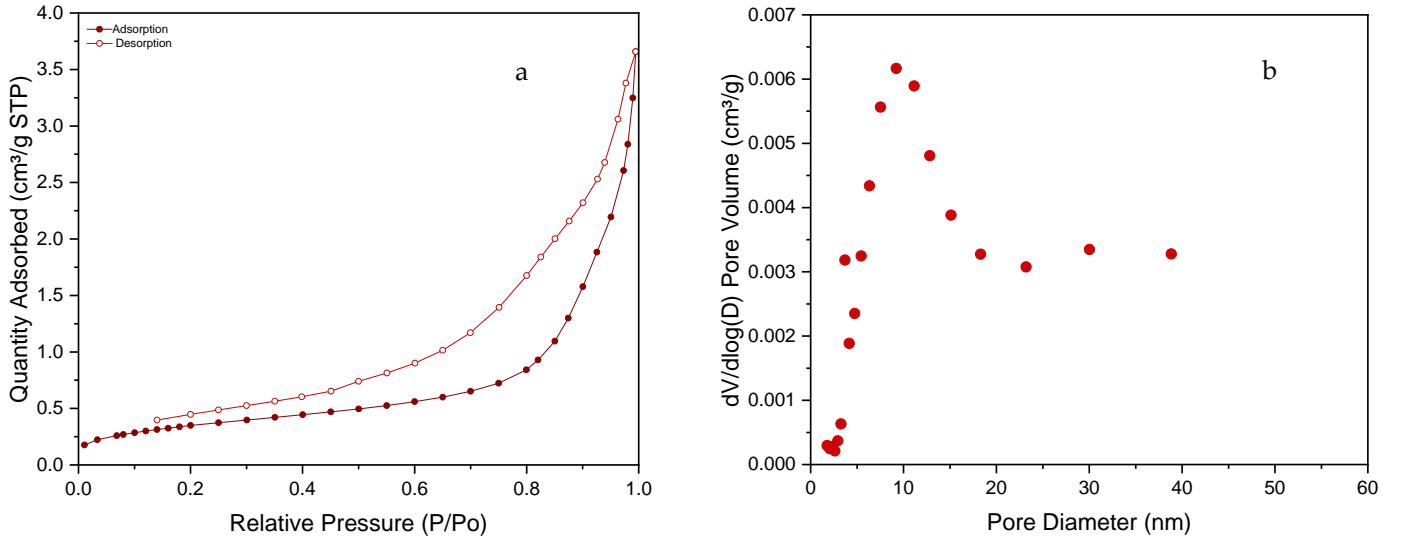 4.0
3.5
3.0
2.5
2.0
1.5
1.0
0.5
0.0
Quantity Adsorbed (cm³/g STP)
Adsorption
Desorption
a
0.0 0.2 0.4 0.6 0.8 1.0
Relative Pressure (P/Po)
0.007
0.006
0.005
0.004
0.003
0.002
0.001
0.000
dV/dlog(D) Pore Volume (cm³/g)
b
0 10 20 30 40 50 60
Pore Diameter (nm)